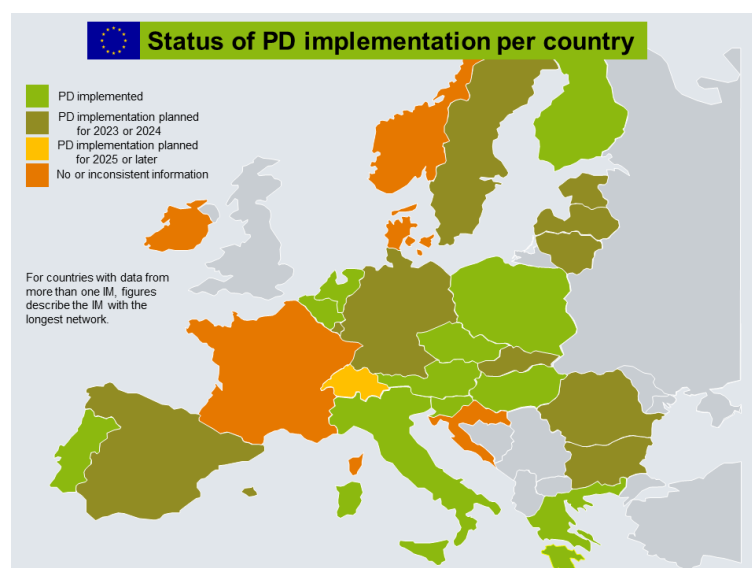 Status of PD implementation per country
PD implemented
PD implementation planned
for 2023 or 2024
PD implementation planned
for 2025 or later
No or inconsistent information
For countries with data from
more than one IM, figures
describe the IM with the
longest network.